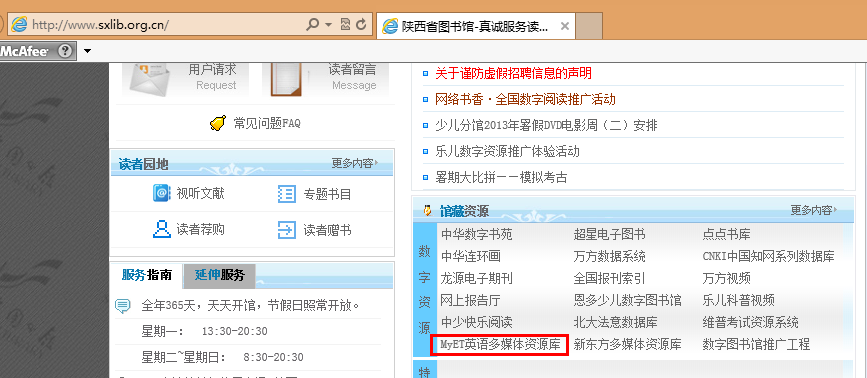 http://www.sxlib.org.cn/
陕西省图书馆-真诚服务读...
McAfee
用户请求
Request
读者留言
Message
常见问题FAQ
读者园地
更多内容
视听文献
专题书目
读者荐购
读者赠书
服务指南
延伸服务
全年365天，天天开馆，节假日照常开放。
星期一： 13:30-20:30
星期二~星期日： 8:30-20:30
关于谨防虚假招聘信息的声明
网络书香·全国数字阅读推广活动
少儿分馆2013年暑假DVD电影周（二）安排
乐儿数字资源推广体验活动
暑期大比拼——模拟考古
馆藏资源
更多内容
数字资源
中华数字书苑 超星电子图书 点点书库
中华连环画 万方数据系统 CNKI中国知网系列数据库
龙源电子期刊 全国报刊索引 万方视频
网上报告厅 恩多少儿数字图书馆 乐儿科普视频
中少快乐阅读 北大法意数据库 维普考试资源系统
MyET英语多媒体资源库 新东方多媒体资源库 数字图书馆推广工程
特